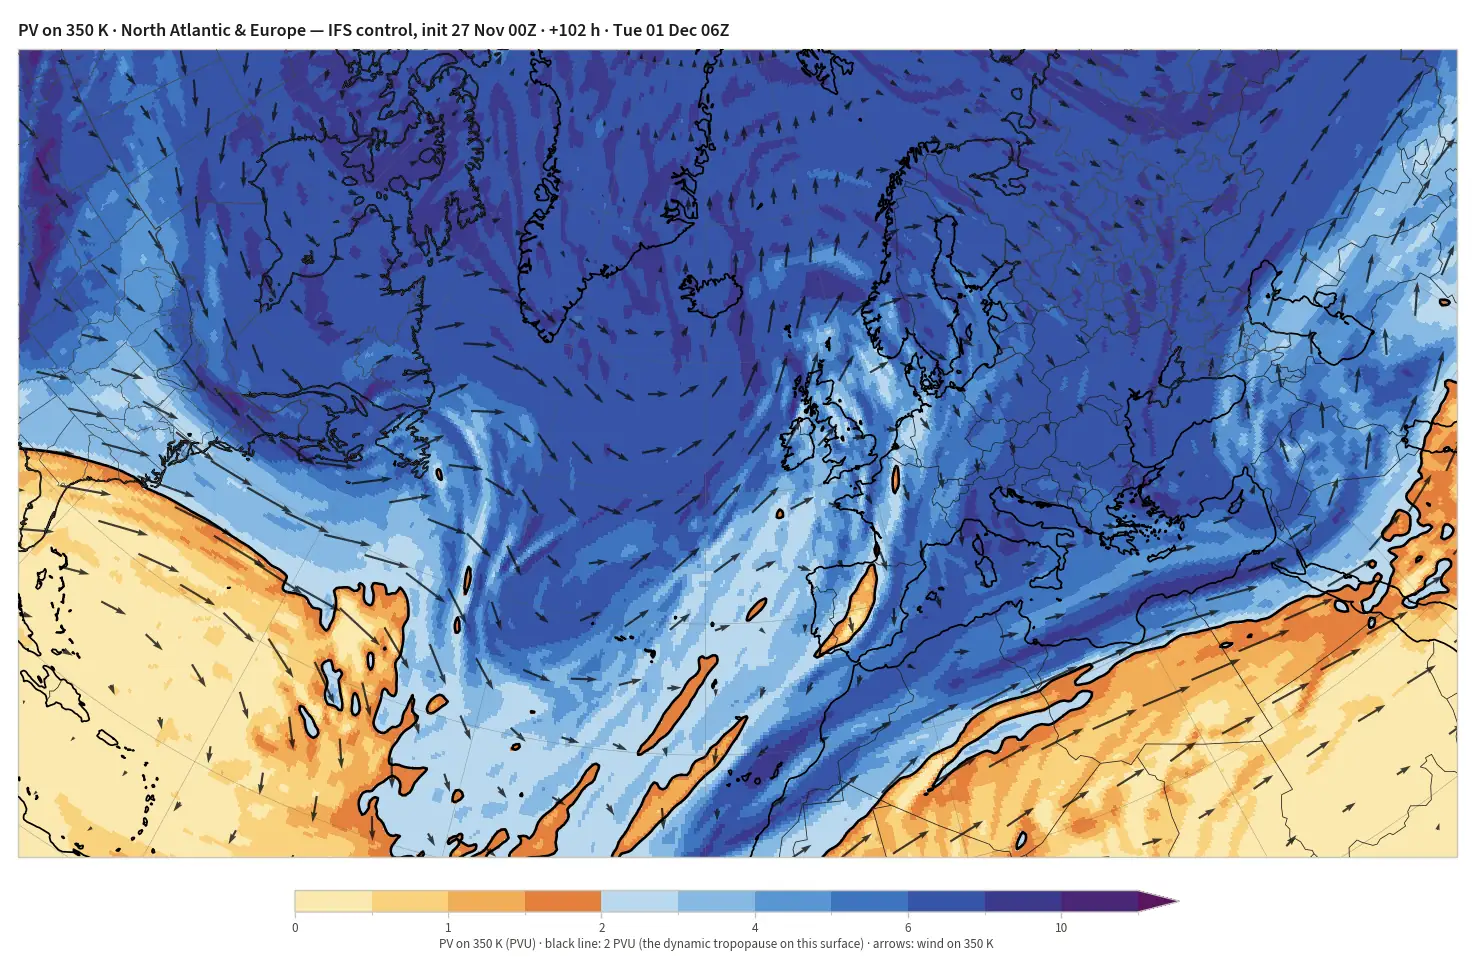 PV on 350 K · North Atlantic & Europe — IFS control, init 27 Nov 00Z · +102 h · Tue 01 Dec 06Z
0 1 2 4 6 10
PV on 350 K (PVU) · black line: 2 PVU (the dynamic tropopause on this surface) · arrows: wind on 350 K